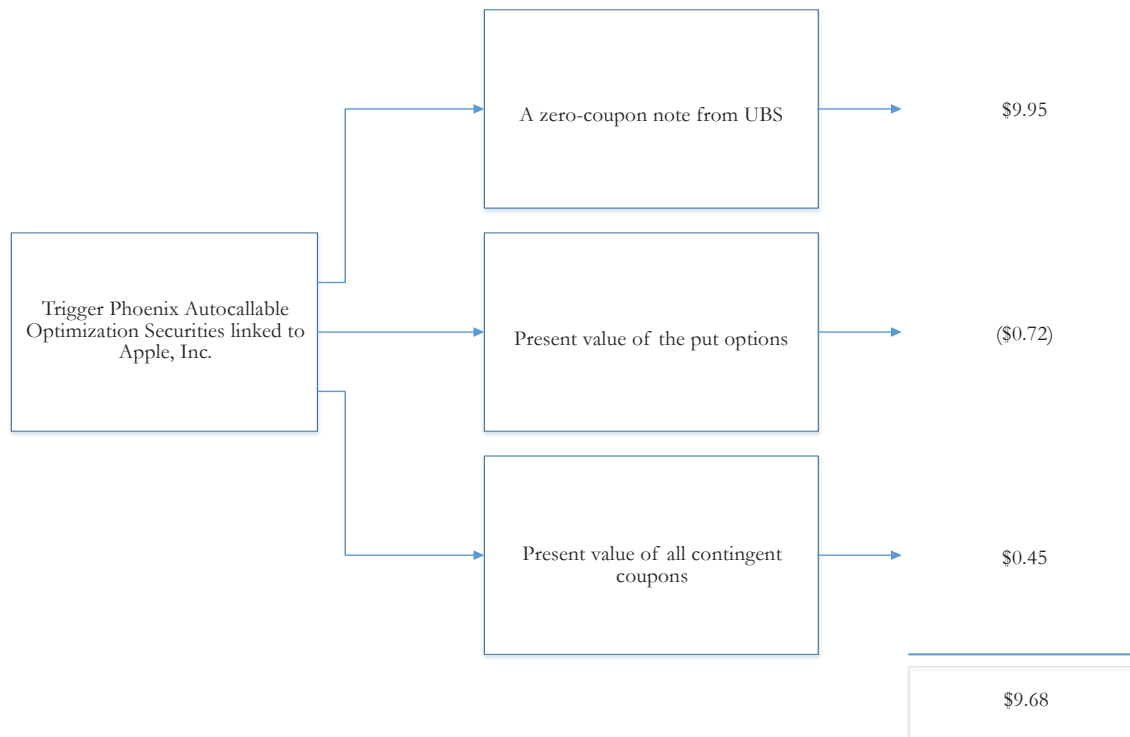 A zero-coupon note from UBS
$9.95
Trigger Phoenix Autocallable
Optimization Securities linked to
Apple, Inc.
Present value of the put options
($0.72)
Present value of all contingent
coupons
$0.45
$9.68